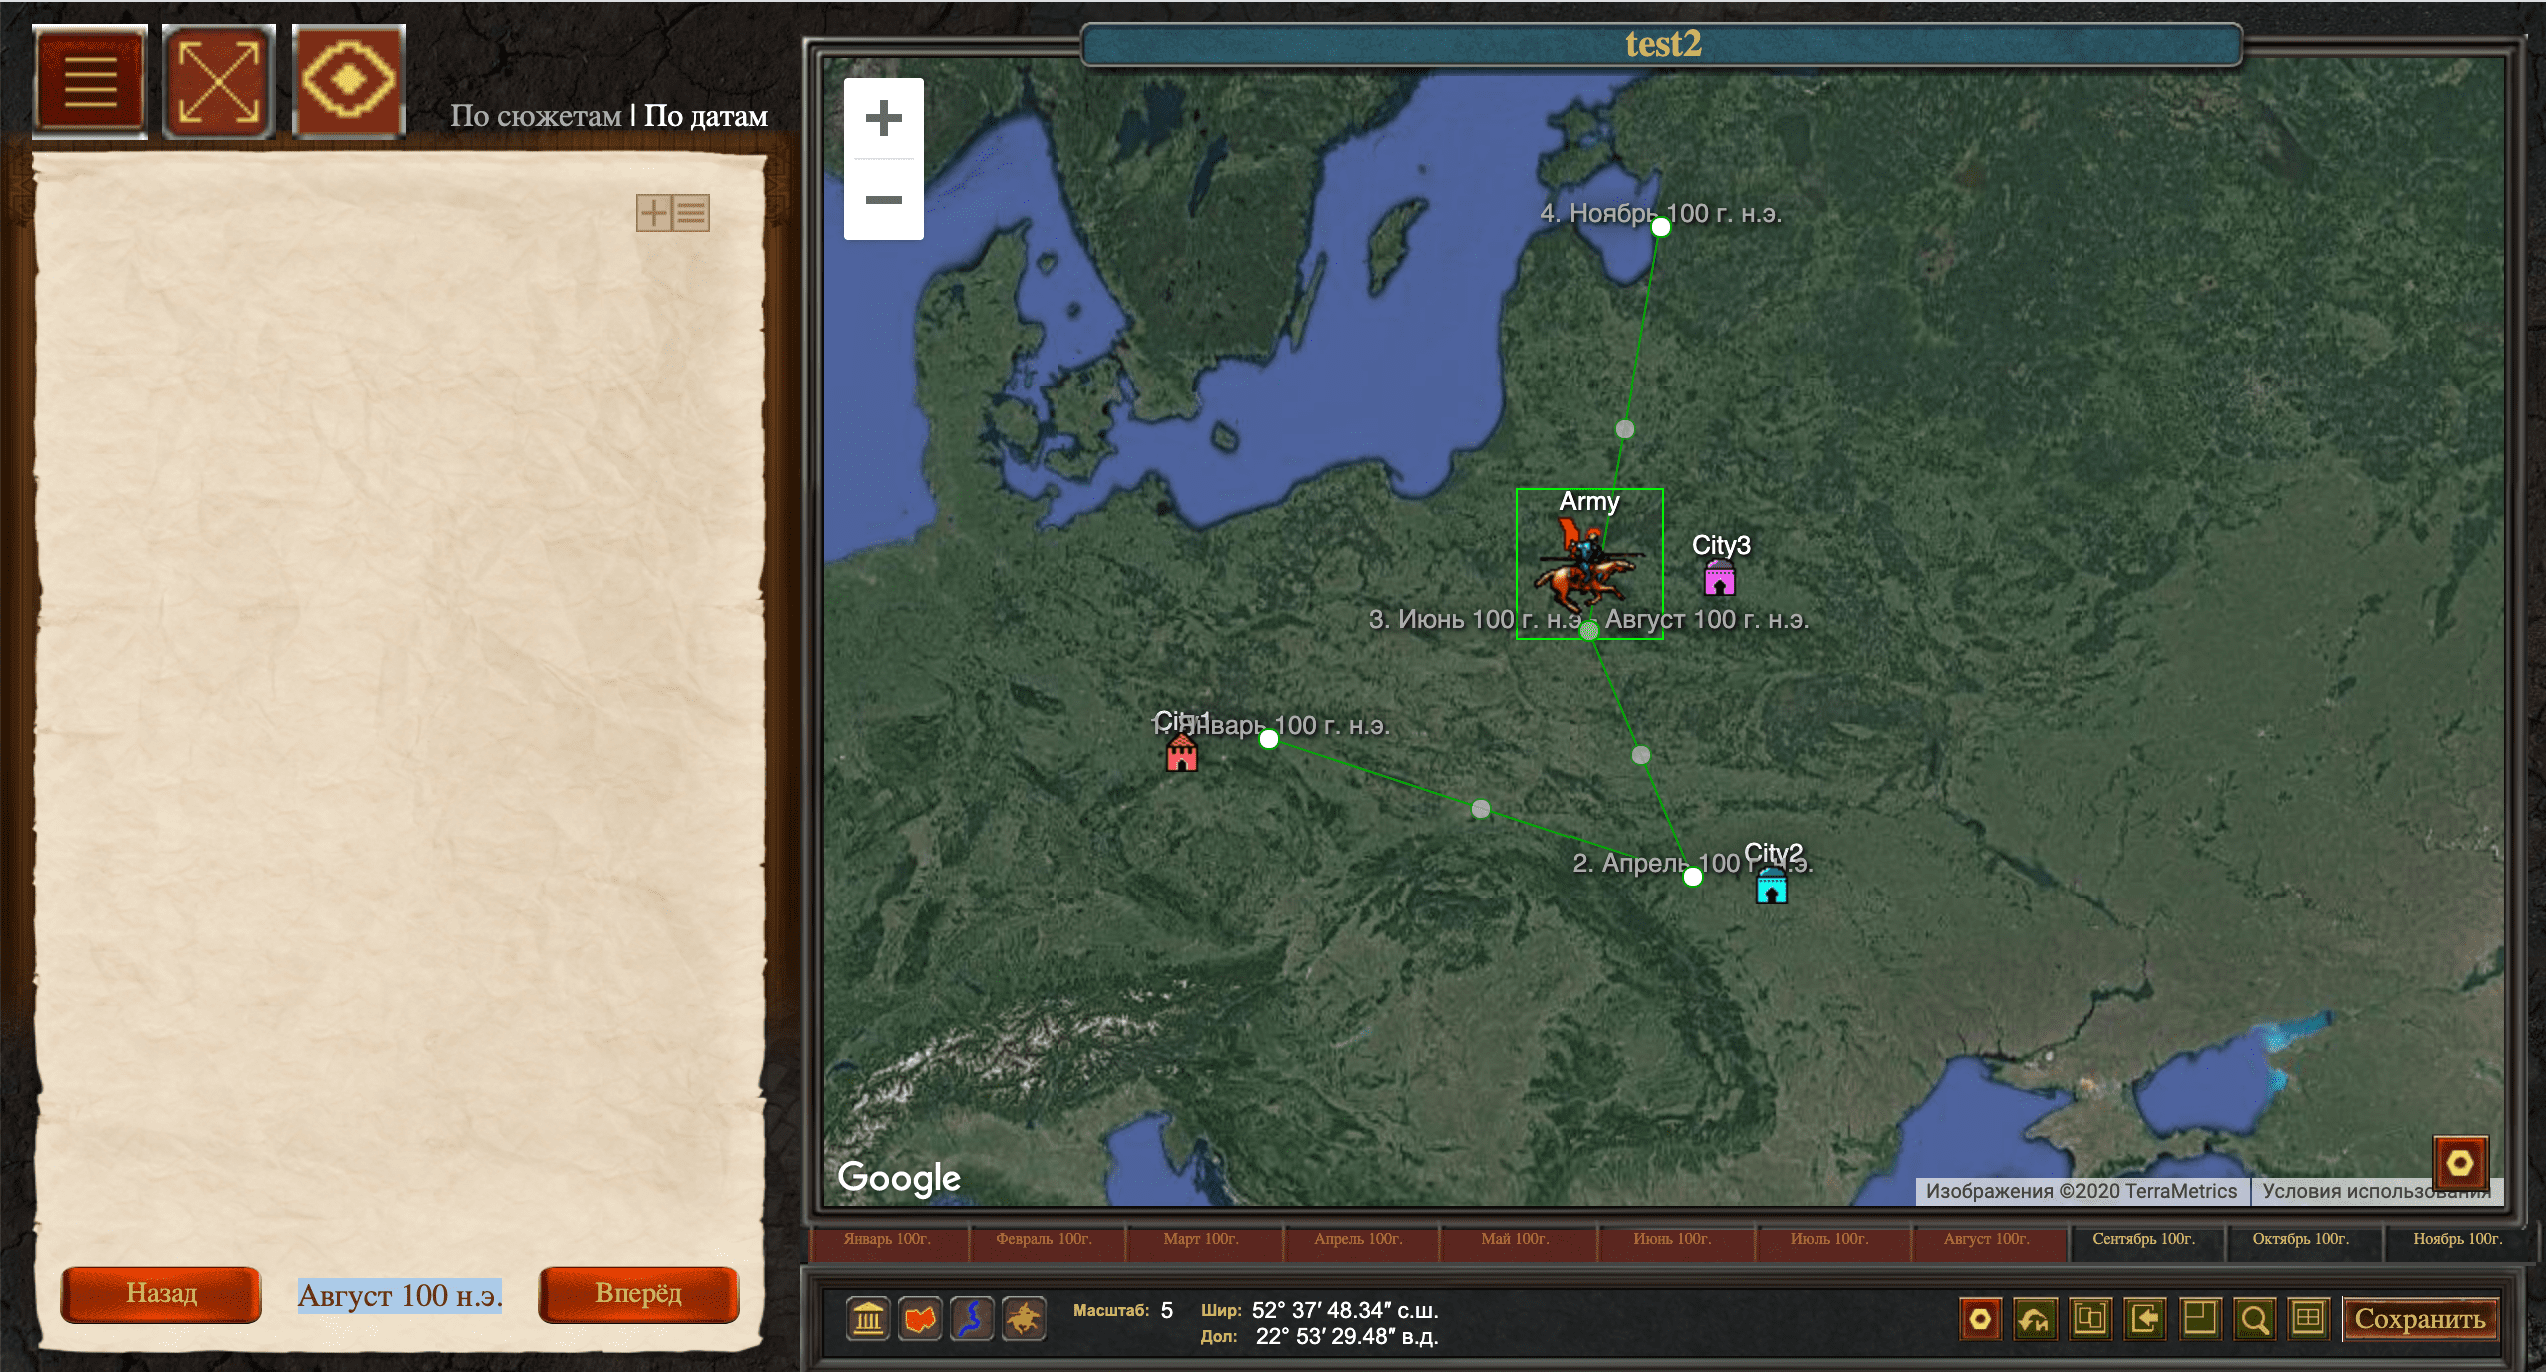 test2
По сюжетам | По датам
4. Ноябрь 100 г. н.э.
Army
City3
3. Июнь 100 г. н.э. - Август 100 г. н.э.
City1
1. Январь 100 г. н.э.
City2
2. Апрель 100 г. н.э.
Google
Изображения ©2020 TerraMetrics
Условия использования
Январь 100г.
Февраль 100г.
Март 100г.
Апрель 100г.
Май 100г.
Июнь 100г.
Июль 100г.
Август 100г.
Сентябрь 100г.
Октябрь 100г.
Ноябрь 100г.
Назад
Август 100 н.э.
Вперёд
Масштаб: 5
Шир: 52° 37′ 48.34″ с.ш.
Дол: 22° 53′ 29.48″ в.д.
Сохранить